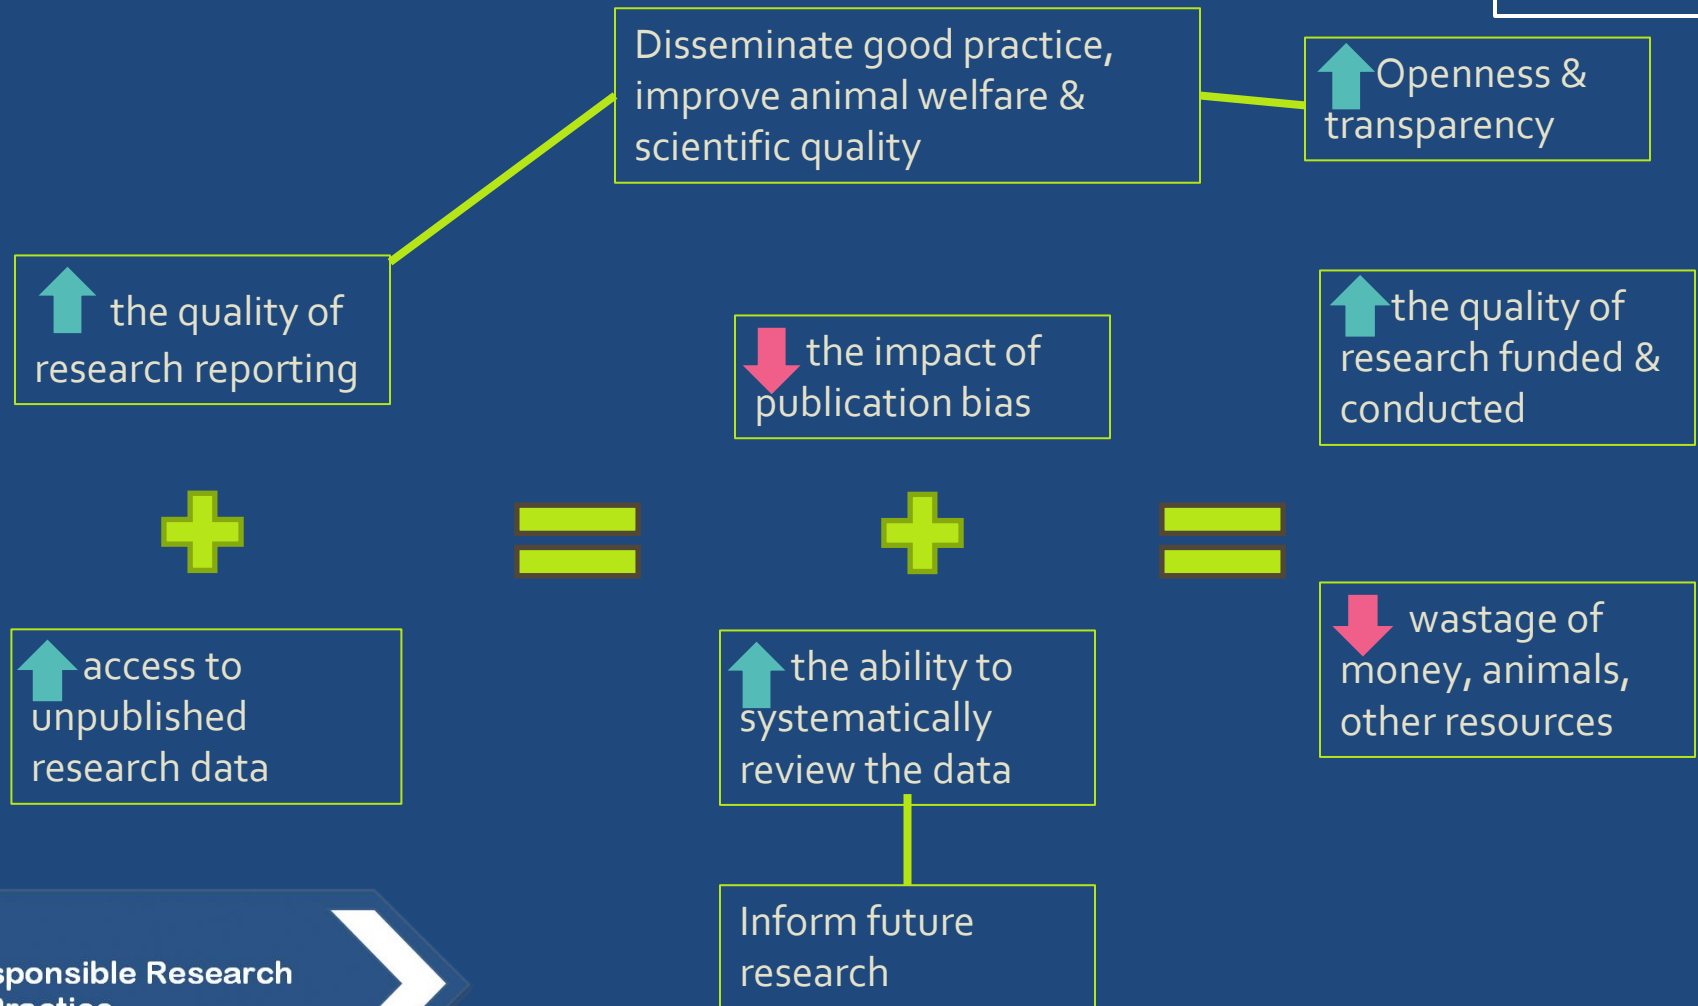 Disseminate good practice,
improve animal welfare &
scientific quality
Openness &
transparency
the quality of
research reporting
the impact of
publication bias
the quality of
research funded &
conducted
access to
unpublished
research data
the ability to
systematically
review the data
wastage of
money, animals,
other resources
Inform future
research
sponsible Research
Practice